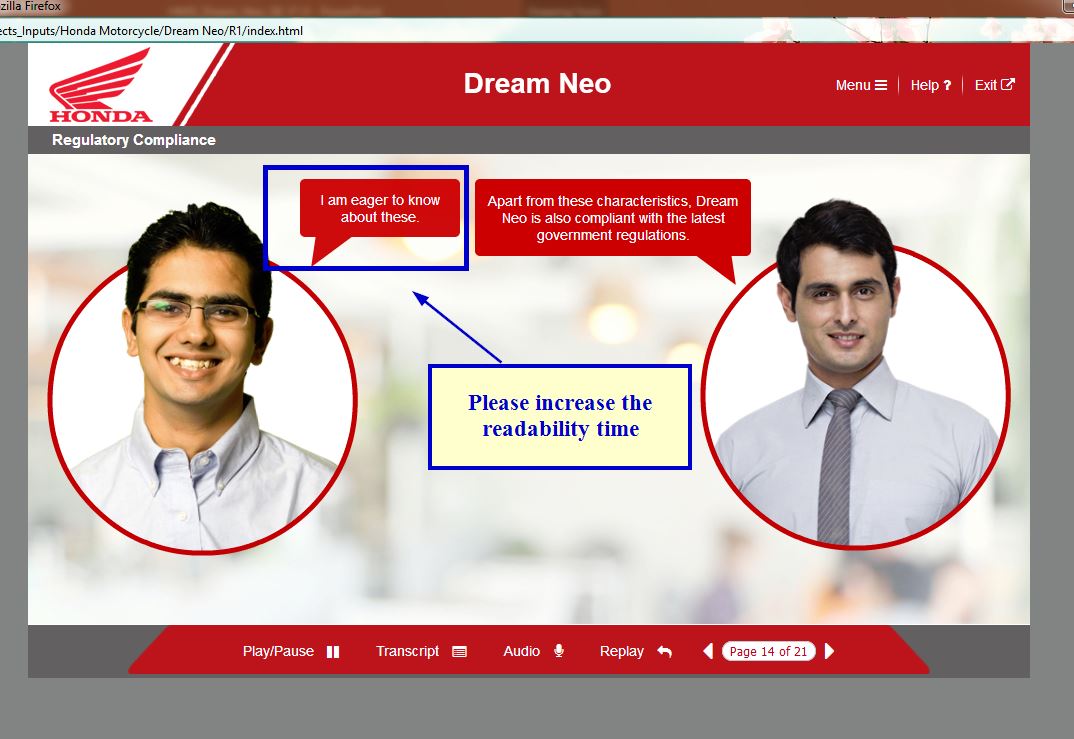 zilla Firefox
ects_Inputs/Honda Motorcycle/Dream Neo/R1/index.html
HONDA
Dream Neo
Menu
Help ?
Exit
Regulatory Compliance
I am eager to know
about these.
Apart from these characteristics, Dream
Neo is also compliant with the latest
government regulations.
Please increase the
readability time
Play/Pause
Transcript
Audio
Replay
Page 14 of 21